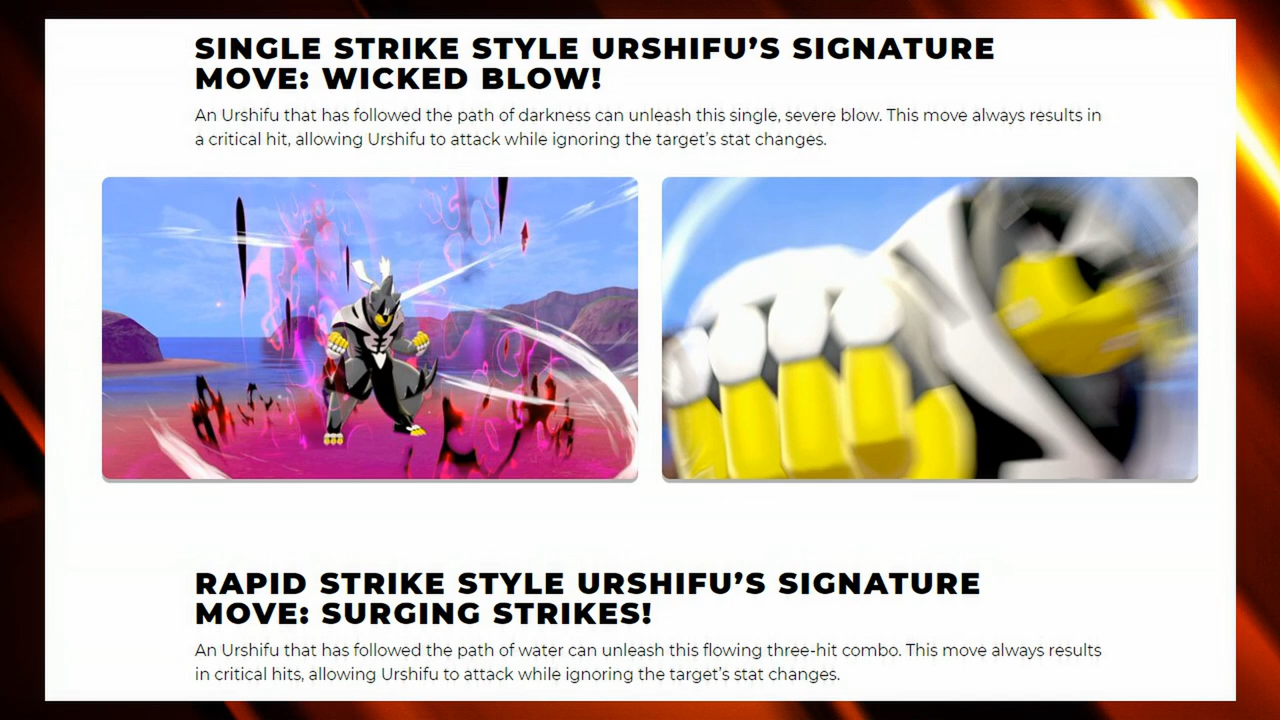 SINGLE STRIKE STYLE URSHIFU’S SIGNATURE
MOVE: WICKED BLOW!
An Urshifu that has followed the path of darkness can unleash this single, severe blow. This move always results in
a critical hit, allowing Urshifu to attack while ignoring the target’s stat changes.
RAPID STRIKE STYLE URSHIFU’S SIGNATURE
MOVE: SURGING STRIKES!
An Urshifu that has followed the path of water can unleash this flowing three-hit combo. This move always results
in critical hits, allowing Urshifu to attack while ignoring the target’s stat changes.